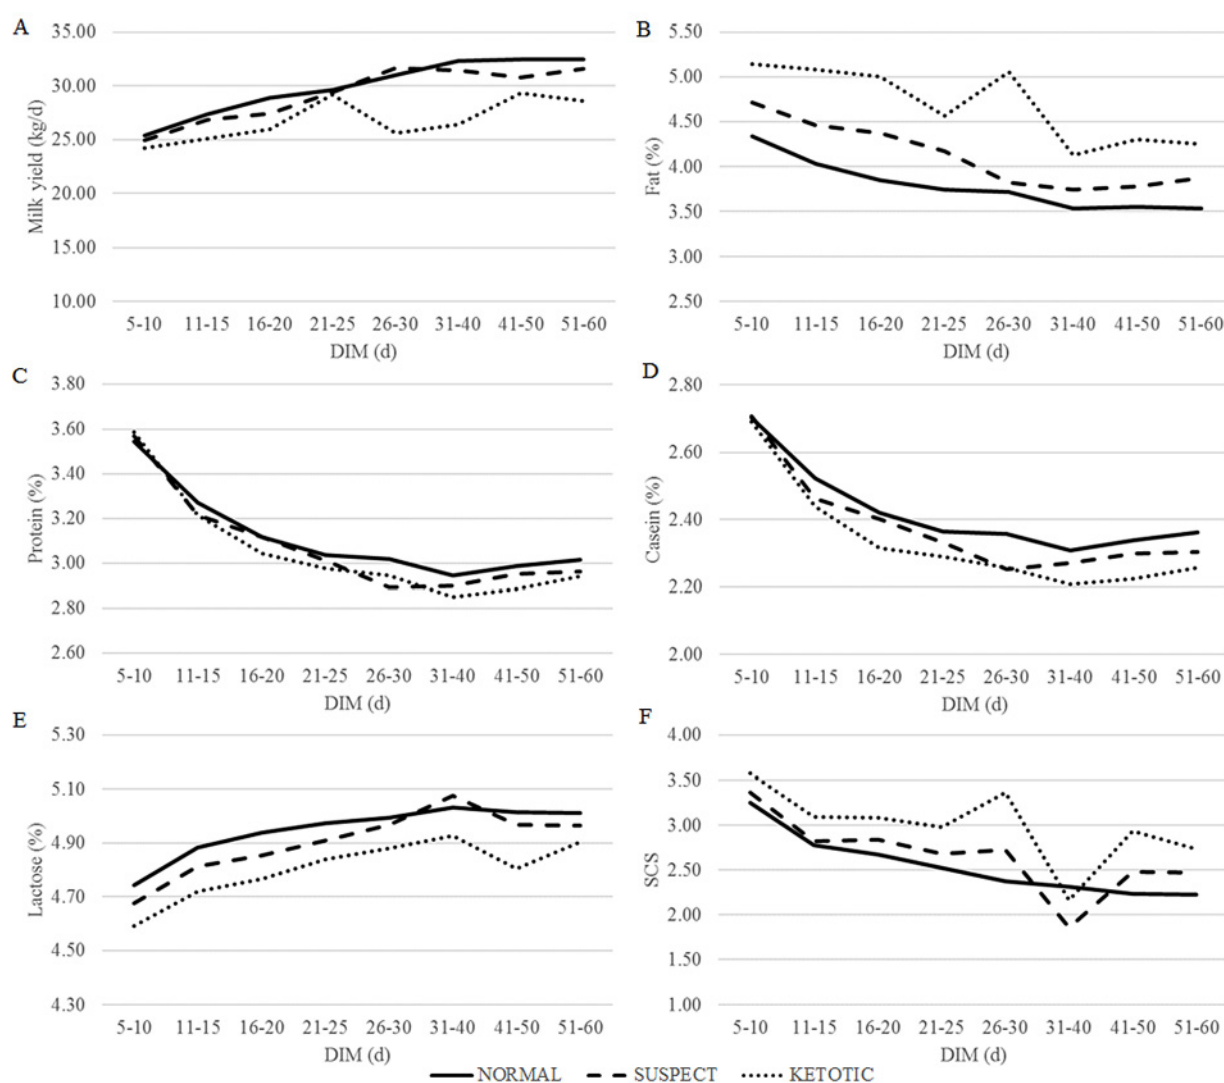 A
35.00
30.00
25.00
20.00
15.00
10.00
Milk yield (kg/d)
5-10 11-15 16-20 21-25 26-30 31-40 41-50 51-60
DIM (d)
B
5.50
5.00
4.50
4.00
3.50
3.00
2.50
Fat (%)
5-10 11-15 16-20 21-25 26-30 31-40 41-50 51-60
DIM (d)
C
3.80
3.60
3.40
3.20
3.00
2.80
2.60
Protein (%)
5-10 11-15 16-20 21-25 26-30 31-40 41-50 51-60
DIM (d)
D
2.80
2.60
2.40
2.20
2.00
Casein (%)
5-10 11-15 16-20 21-25 26-30 31-40 41-50 51-60
DIM (d)
E
5.30
5.10
4.90
4.70
4.50
4.30
Lactose (%)
5-10 11-15 16-20 21-25 26-30 31-40 41-50 51-60
DIM (d)
F
4.00
3.50
3.00
2.50
2.00
1.50
1.00
SCS
5-10 11-15 16-20 21-25 26-30 31-40 41-50 51-60
DIM (d)
NORMAL SUSPECT KETOTIC